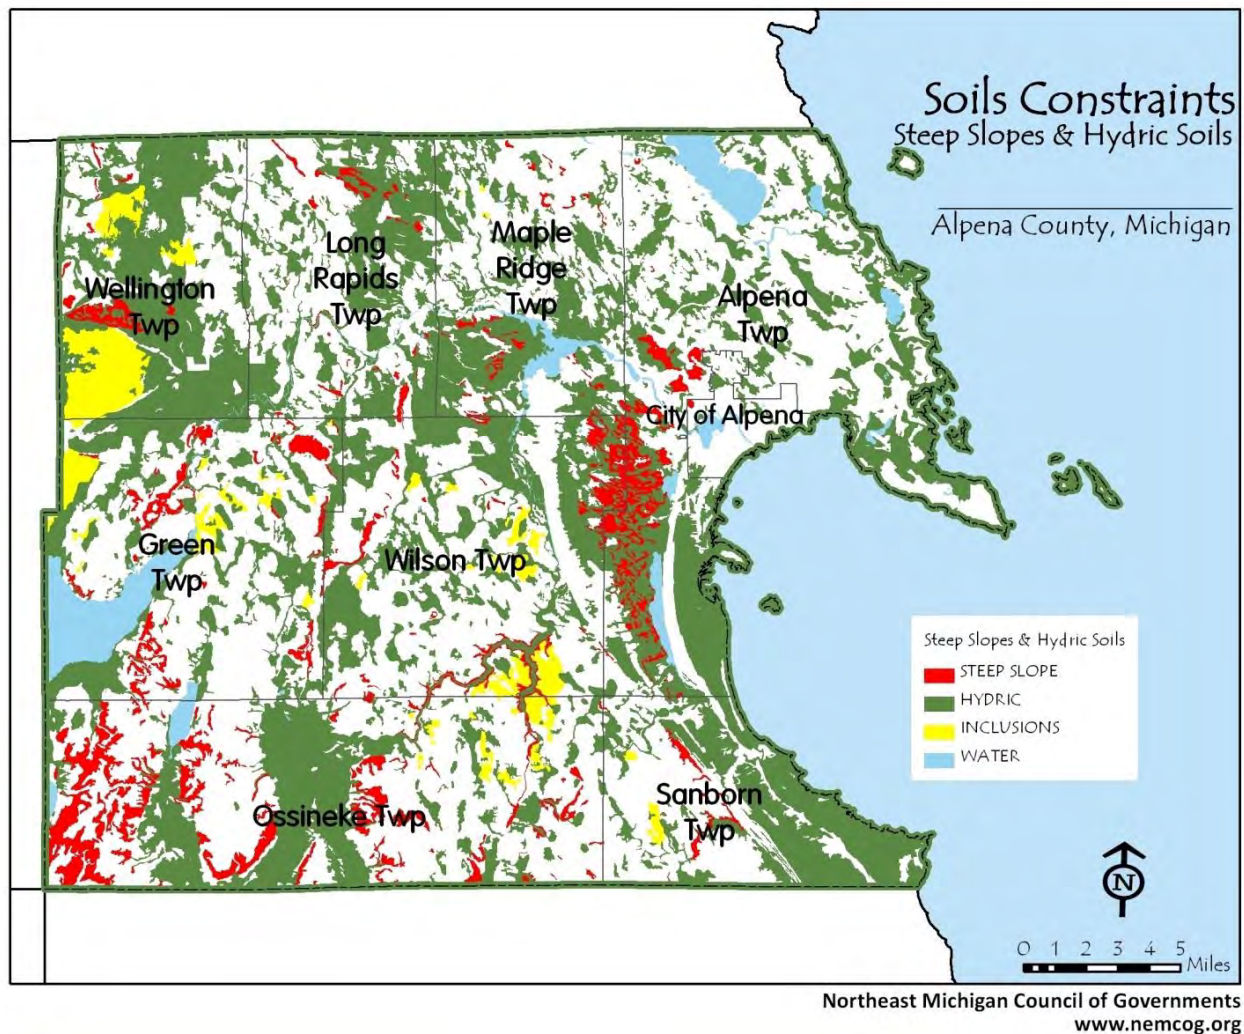 Soils Constraints
Steep Slopes & Hydric Soils
Alpena County, Michigan
Wellington
Twp
Long
Rapids
Twp
Maple
Ridge
Twp
Alpena
Twp
City of Alpena
Green
Twp
Wilson Twp
Ossineke Twp
Sanborn
Twp
Steep Slopes & Hydric Soils
STEEP SLOPE
HYDRIC
INCLUSIONS
WATER
N
0 1 2 3 4 5
Miles
Northeast Michigan Council of Governments
www.nemcog.org